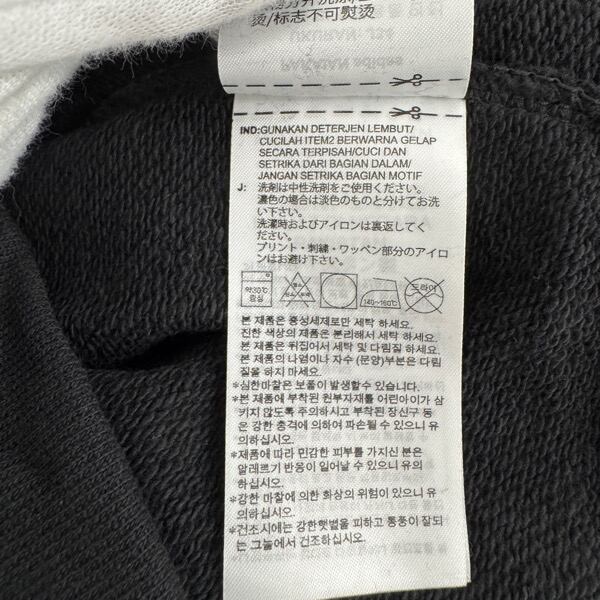 烫/标志不可熨烫
IND:GUNAKAN DETERJEN LEMBUT/
CUCILAH ITEM2 BERWARNA GELAP
SECARA TERPISAH/CUCI DAN
SETRIKA DARI BAGIAN DALAM/
JANGAN SETRIKA BAGIAN MOTIF
J: 洗剤は中性洗剤をご使用ください。
濃色の場合は淡色のものと分けてお洗
い下さい。
洗濯時およびアイロンは裏返してく
ださい。
プリント・刺繍・ワッペン部分のアイロ
ンはお避け下さい。
약30℃
중성
염소표백
140~160℃
드라이
본 제품은 중성세제로만 세탁 하세요.
진한 색상의 제품은 분리해서 세탁 하세요.
본 제품은 뒤집어서 세탁 및 다림질 하세요.
본 제품의 나염이나 자수 (문양)부분은 다림
질을 하지 마세요.
*심한마찰은 보풀이 발생할수 있습니다.
*본 제품에 부착된 원부자재를 어린아이가 삼
키지 않도록 주의하시고 부착된 장신구 등
은 강한 충격에 의하여 파손될 수 있으니 유
의하십시오.
*제품에 따라 민감한 피부를 가지신 분은
알레르기 반응이 일어날 수 있으니 유의하
십시오.
*강한 마찰에 의한 화상의 위험이 있으니 유
의하십시오.
*건조시에는 강한햇볕을 피하고 통풍이 잘되
는 그늘에서 건조하십시오.